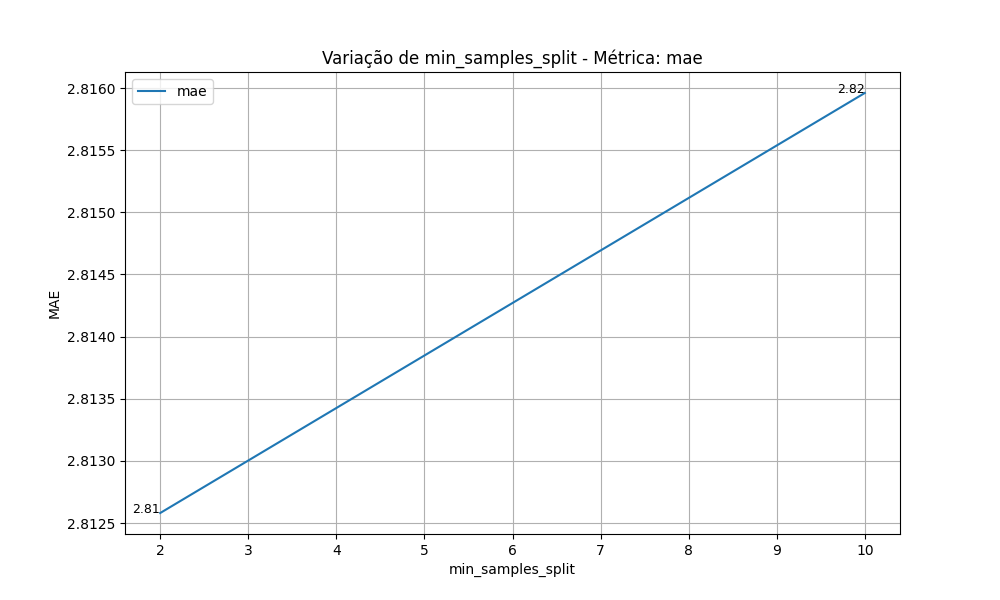 Variação de min_samples_split - Métrica: mae
mae
2.82
2.81
2.8160
2.8155
2.8150
2.8145
2.8140
2.8135
2.8130
2.8125
MAE
2 3 4 5 6 7 8 9 10
min_samples_split